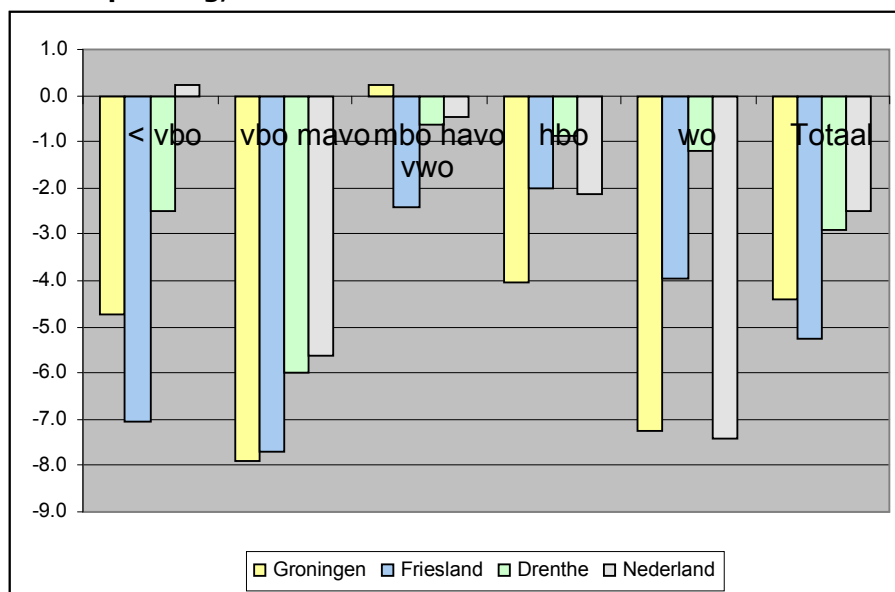 1.0
0.0
-1.0
-2.0
-3.0
-4.0
-5.0
-6.0
-7.0
-8.0
-9.0
< vbo
vbo mavo
mbo havo
vwo
hbo
wo
Totaal
Groningen
Friesland
Drenthe
Nederland